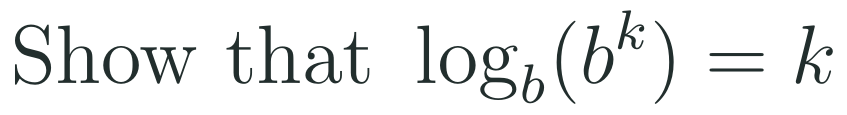 Show that $\log_b(b^k) = k$